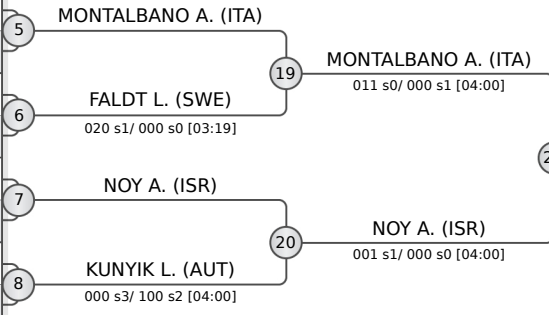 MONTALBANO A. (ITA)
5
19
MONTALBANO A. (ITA)
011 s0/ 000 s1 [04:00]
FALDT L. (SWE)
6
020 s1/ 000 s0 [03:19]
2
NOY A. (ISR)
7
20
NOY A. (ISR)
001 s1/ 000 s0 [04:00]
KUNYIK L. (AUT)
8
000 s3/ 100 s2 [04:00]